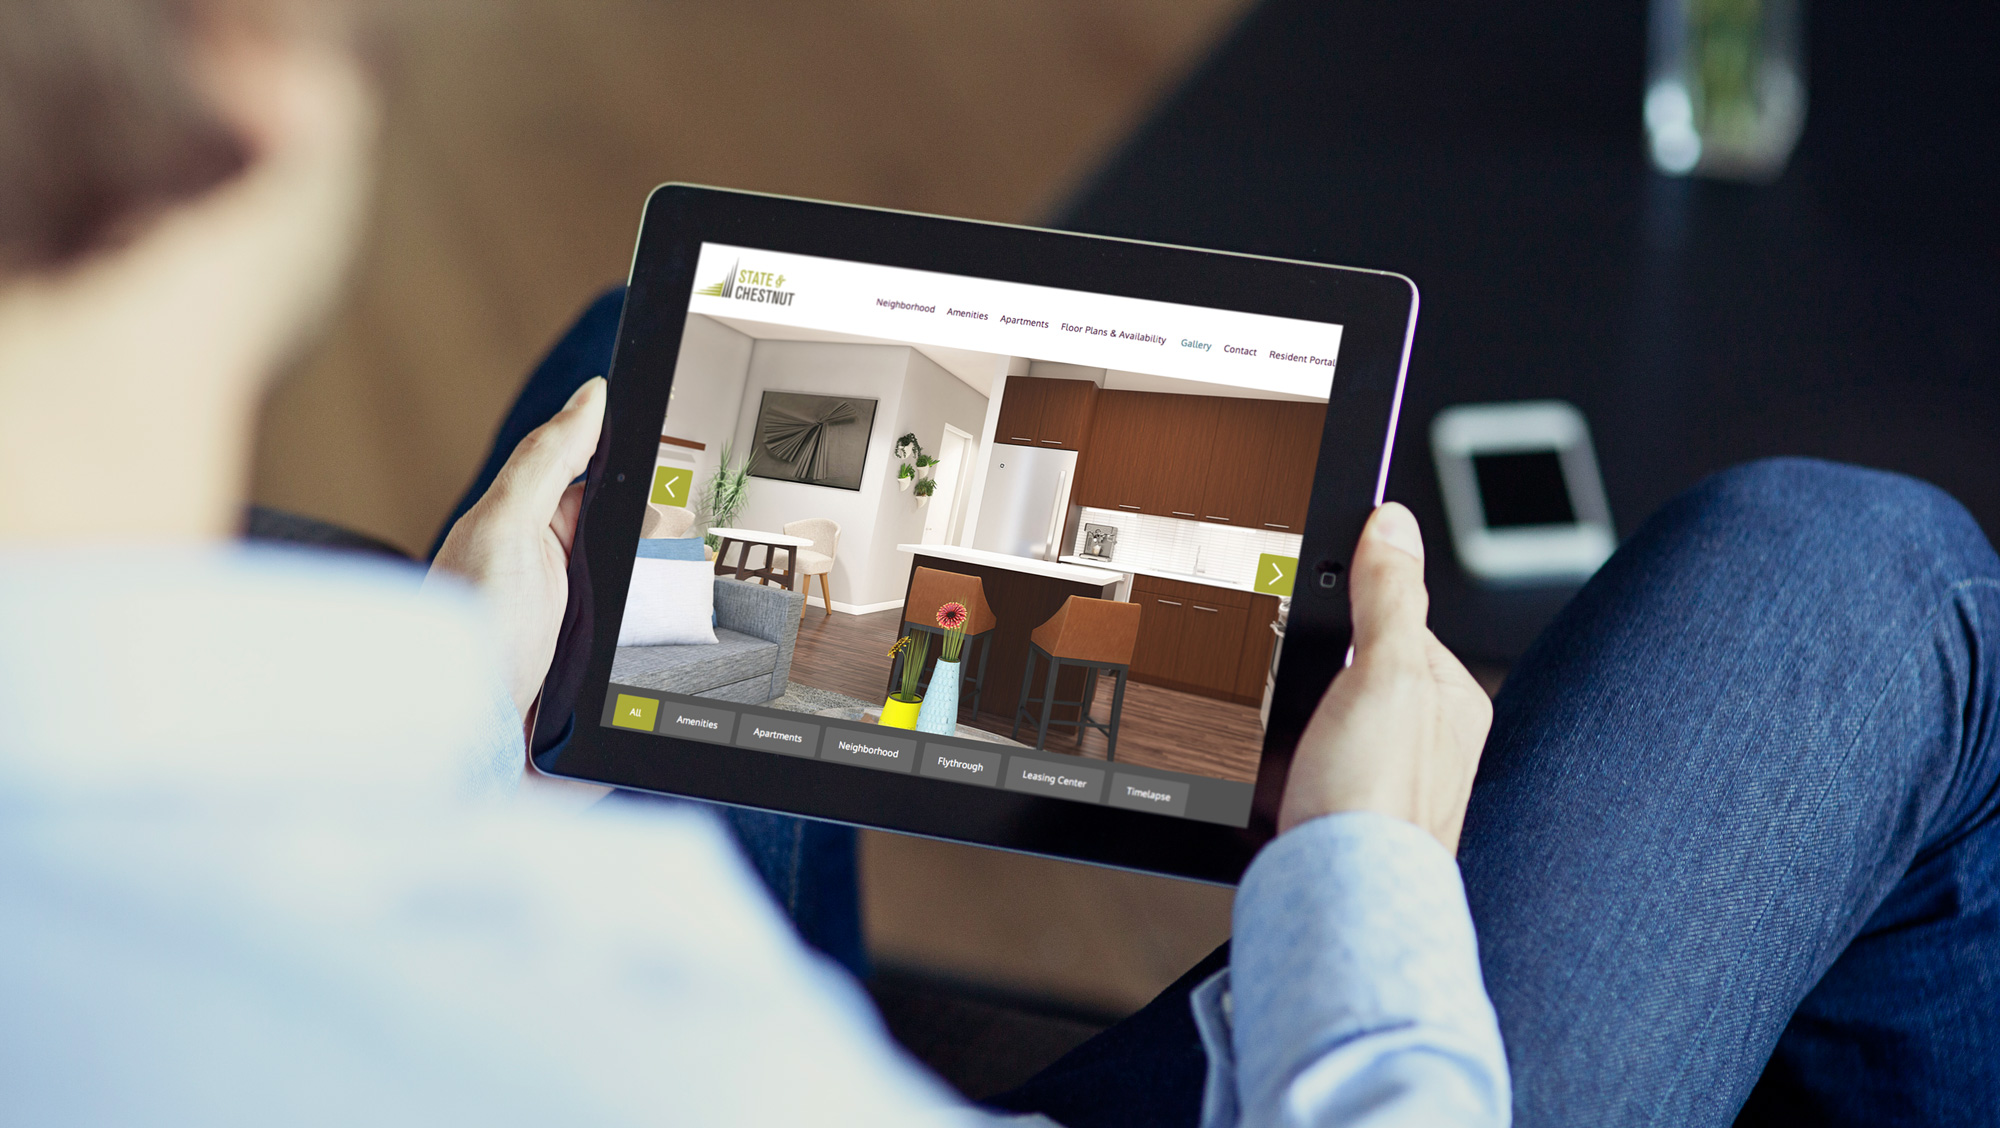 STATE &
CHESTNUT
Neighborhood Amenities Apartments Floor Plans & Availability Gallery Contact Resident Portal
All Amenities Apartments Neighborhood Flythrough Leasing Center Timelapse